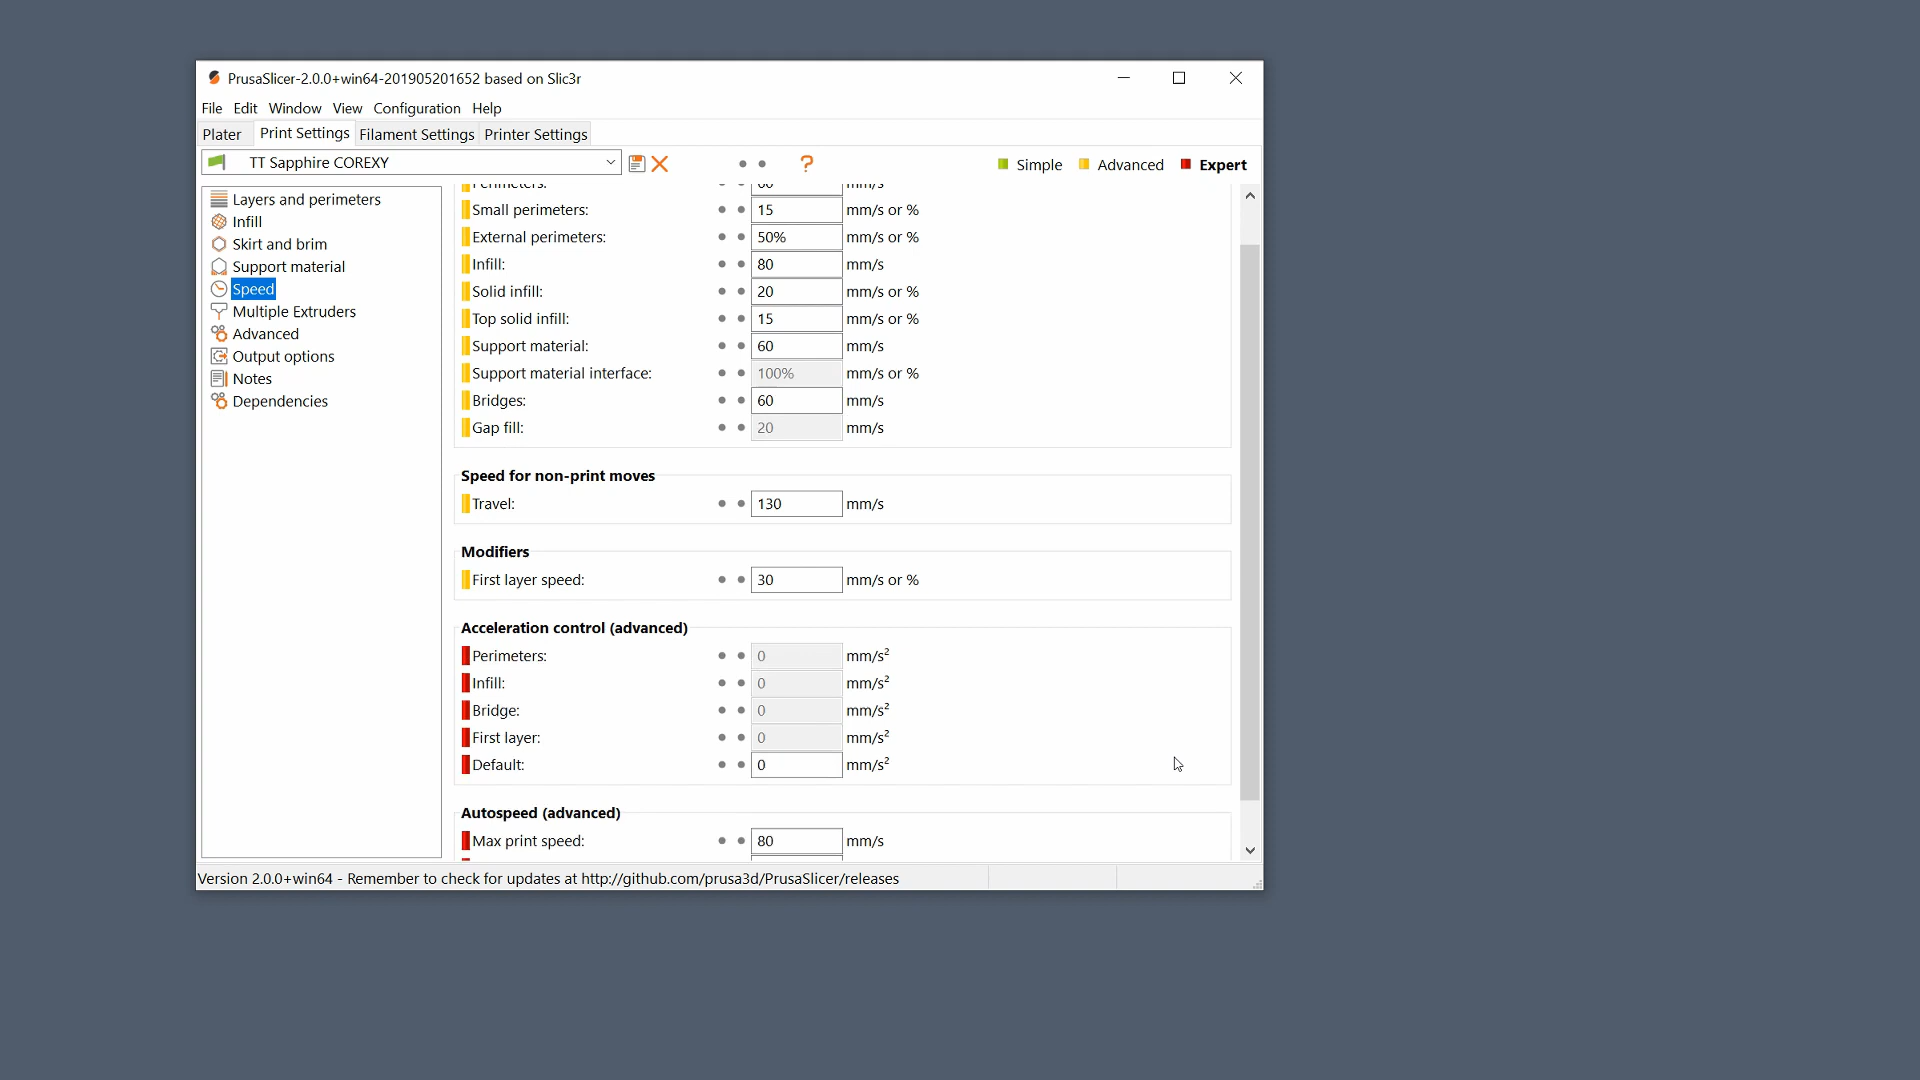 PrusaSlicer-2.0.0+win64-201905201652 based on Slic3r
File Edit Window View Configuration Help
Plater Print Settings Filament Settings Printer Settings
TT Sapphire COREXY ? Simple Advanced Expert
Layers and perimeters
Infill
Skirt and brim
Support material
Speed
Multiple Extruders
Advanced
Output options
Notes
Dependencies
Perimeters: 60 mm/s
Small perimeters: 15 mm/s or %
External perimeters: 50% mm/s or %
Infill: 80 mm/s
Solid infill: 20 mm/s or %
Top solid infill: 15 mm/s or %
Support material: 60 mm/s
Support material interface: 100% mm/s or %
Bridges: 60 mm/s
Gap fill: 20 mm/s
Speed for non-print moves
Travel: 130 mm/s
Modifiers
First layer speed: 30 mm/s or %
Acceleration control (advanced)
Perimeters: 0 mm/s²
Infill: 0 mm/s²
Bridge: 0 mm/s²
First layer: 0 mm/s²
Default: 0 mm/s²
Autospeed (advanced)
Max print speed: 80 mm/s
Version 2.0.0+win64 - Remember to check for updates at http://github.com/prusa3d/PrusaSlicer/releases